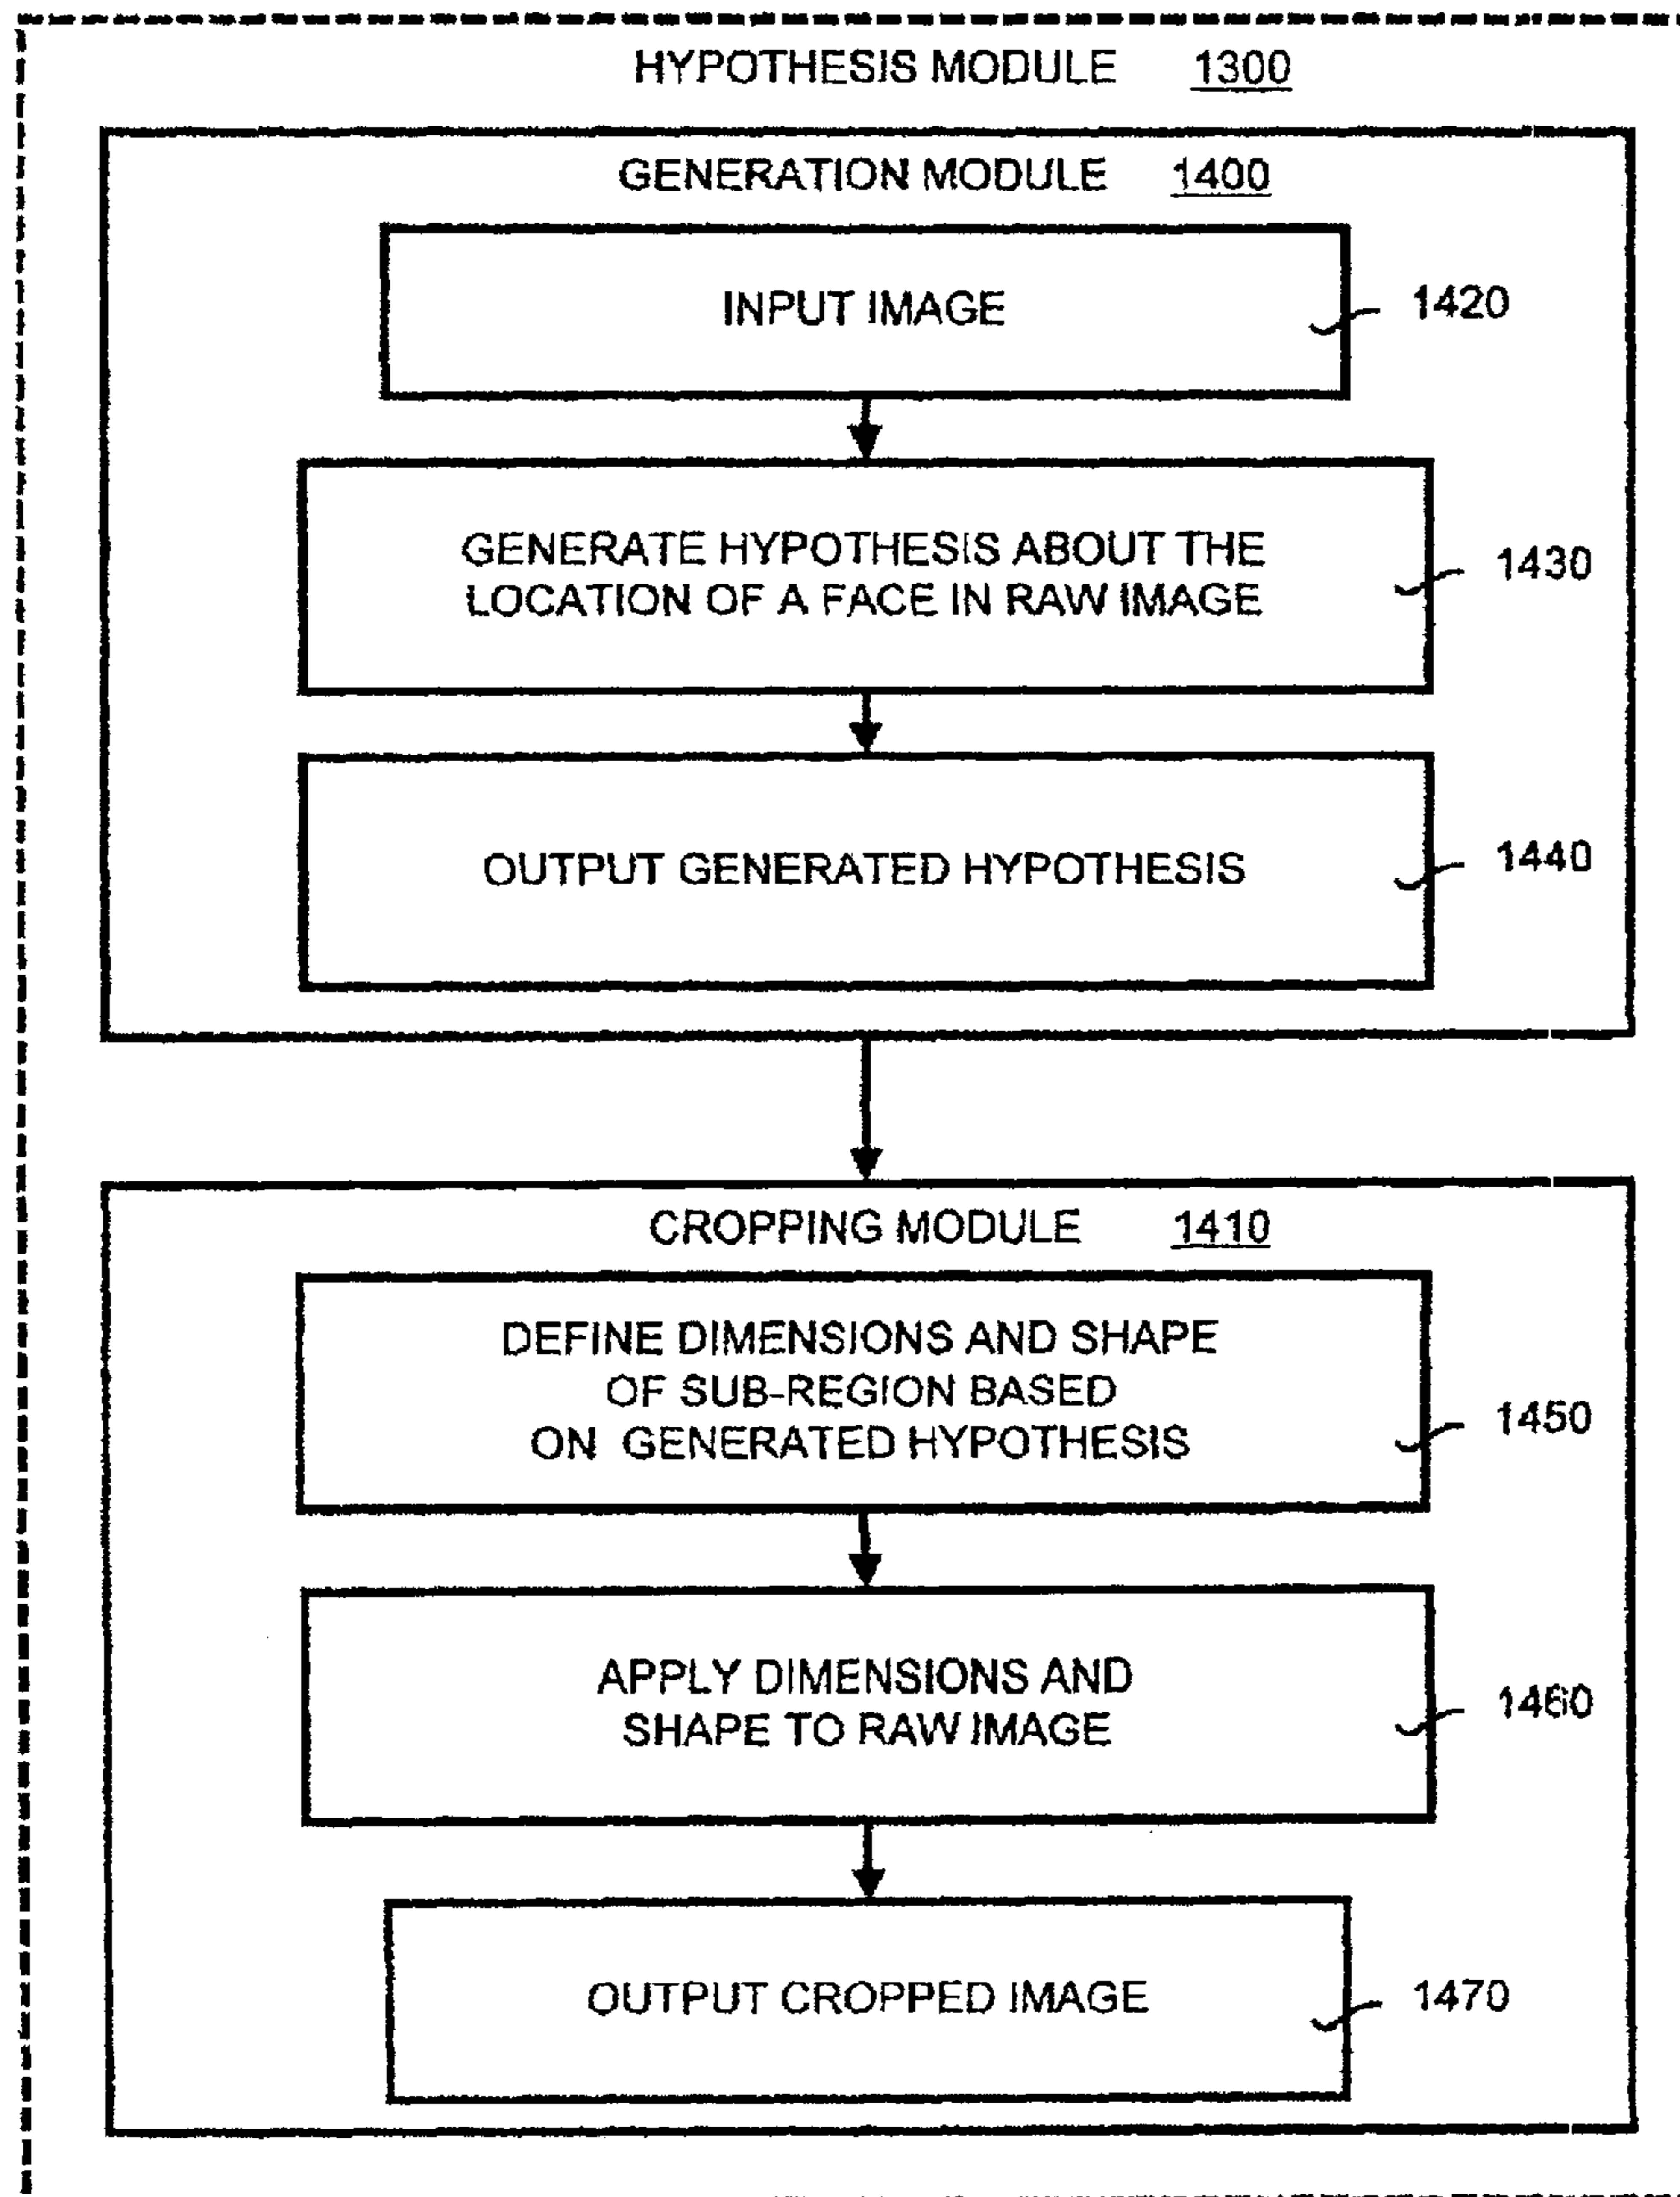 HYPOTHESIS MODULE 1300
GENERATION MODULE 1400
INPUT IMAGE 1420
GENERATE HYPOTHESIS ABOUT THE
LOCATION OF A FACE IN RAW IMAGE 1430
OUTPUT GENERATED HYPOTHESIS 1440
CROPPING MODULE 1410
DEFINE DIMENSIONS AND SHAPE
OF SUB-REGION BASED
ON GENERATED HYPOTHESIS 1450
APPLY DIMENSIONS AND
SHAPE TO RAW IMAGE 1460
OUTPUT CROPPED IMAGE 1470